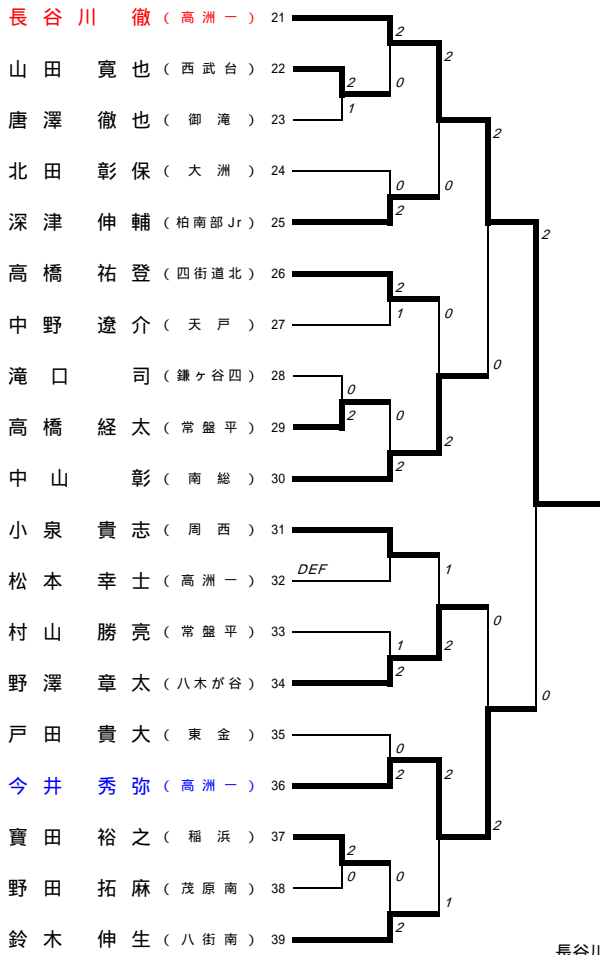 長谷川 徹 (高洲一) 21
山田 寛也 (西武台) 22
唐澤 徹也 (御滝) 23
北田 彰保 (大洲) 24
深津 伸輔 (柏南部Jr) 25
高橋 祐登 (四街道北) 26
中野 遼介 (天戸) 27
滝口 司 (鎌ヶ谷四) 28
高橋 経太 (常盤平) 29
中山 彰 (南総) 30
小泉 貴志 (周西) 31
松本 幸士 (高洲一) 32 DEF
村山 勝亮 (常盤平) 33
野澤 章太 (八木が谷) 34
戸田 貴大 (東金) 35
今井 秀弥 (高洲一) 36
寶田 裕之 (稲浜) 37
野田 拓麻 (茂原南) 38
鈴木 伸生 (八街南) 39
2
0
2
1
0
2
2
0
2
1
0
2
0
2
0
2
0
2
1
2
1
2
0
2
0
2
2
0
0
2
2
1
0
2
2
0
長谷川